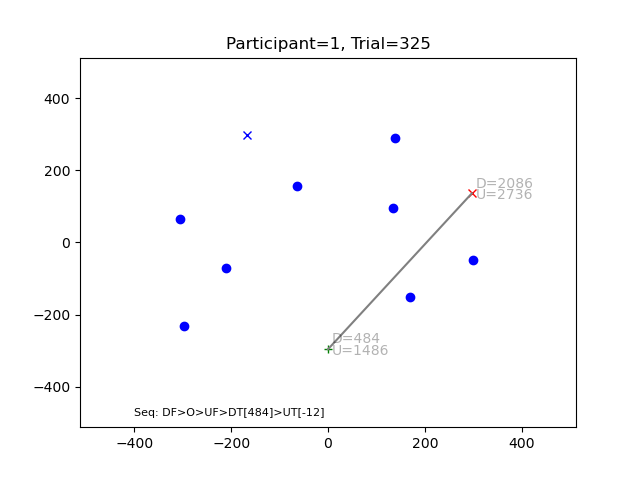 Participant=1, Trial=325
400
200
0
−200
−400
D=2086
U=2736
D=484
U=1486
Seq: DF>O>UF>DT[484]>UT[-12]
−400
−200
0
200
400